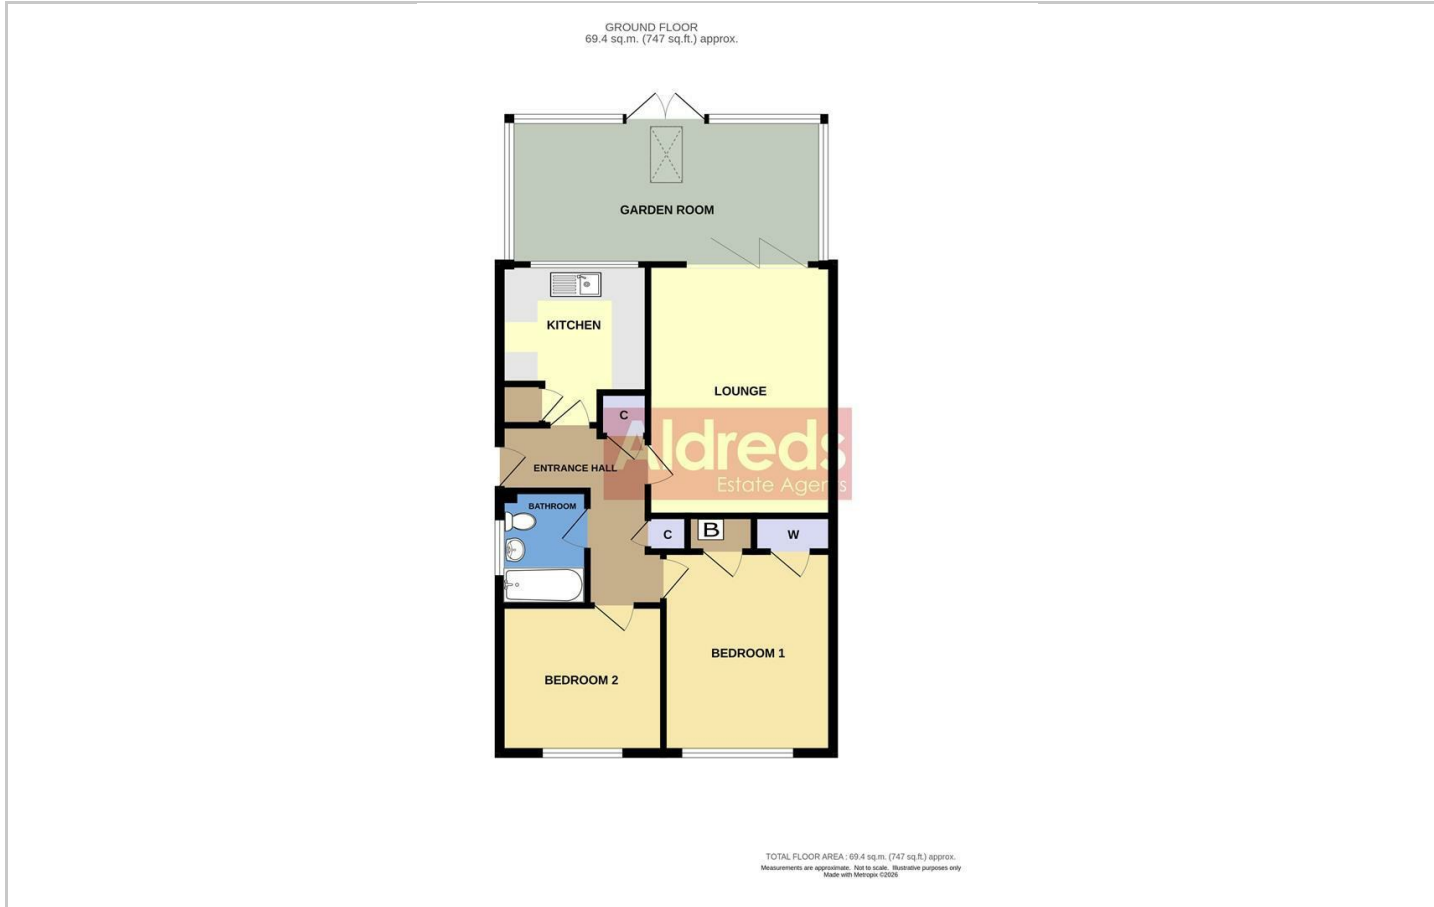 GROUND FLOOR
69.4 sq.m. (747 sq.ft.) approx.
GARDEN ROOM
KITCHEN
LOUNGE
C
Aldreds
Estate Agents
ENTRANCE HALL
BATHROOM
C
B
W
BEDROOM 1
BEDROOM 2
TOTAL FLOOR AREA : 69.4 sq.m. (747 sq.ft.) approx.
Measurements are approximate. Not to scale. Illustrative purposes only
Made with Metropix ©2026